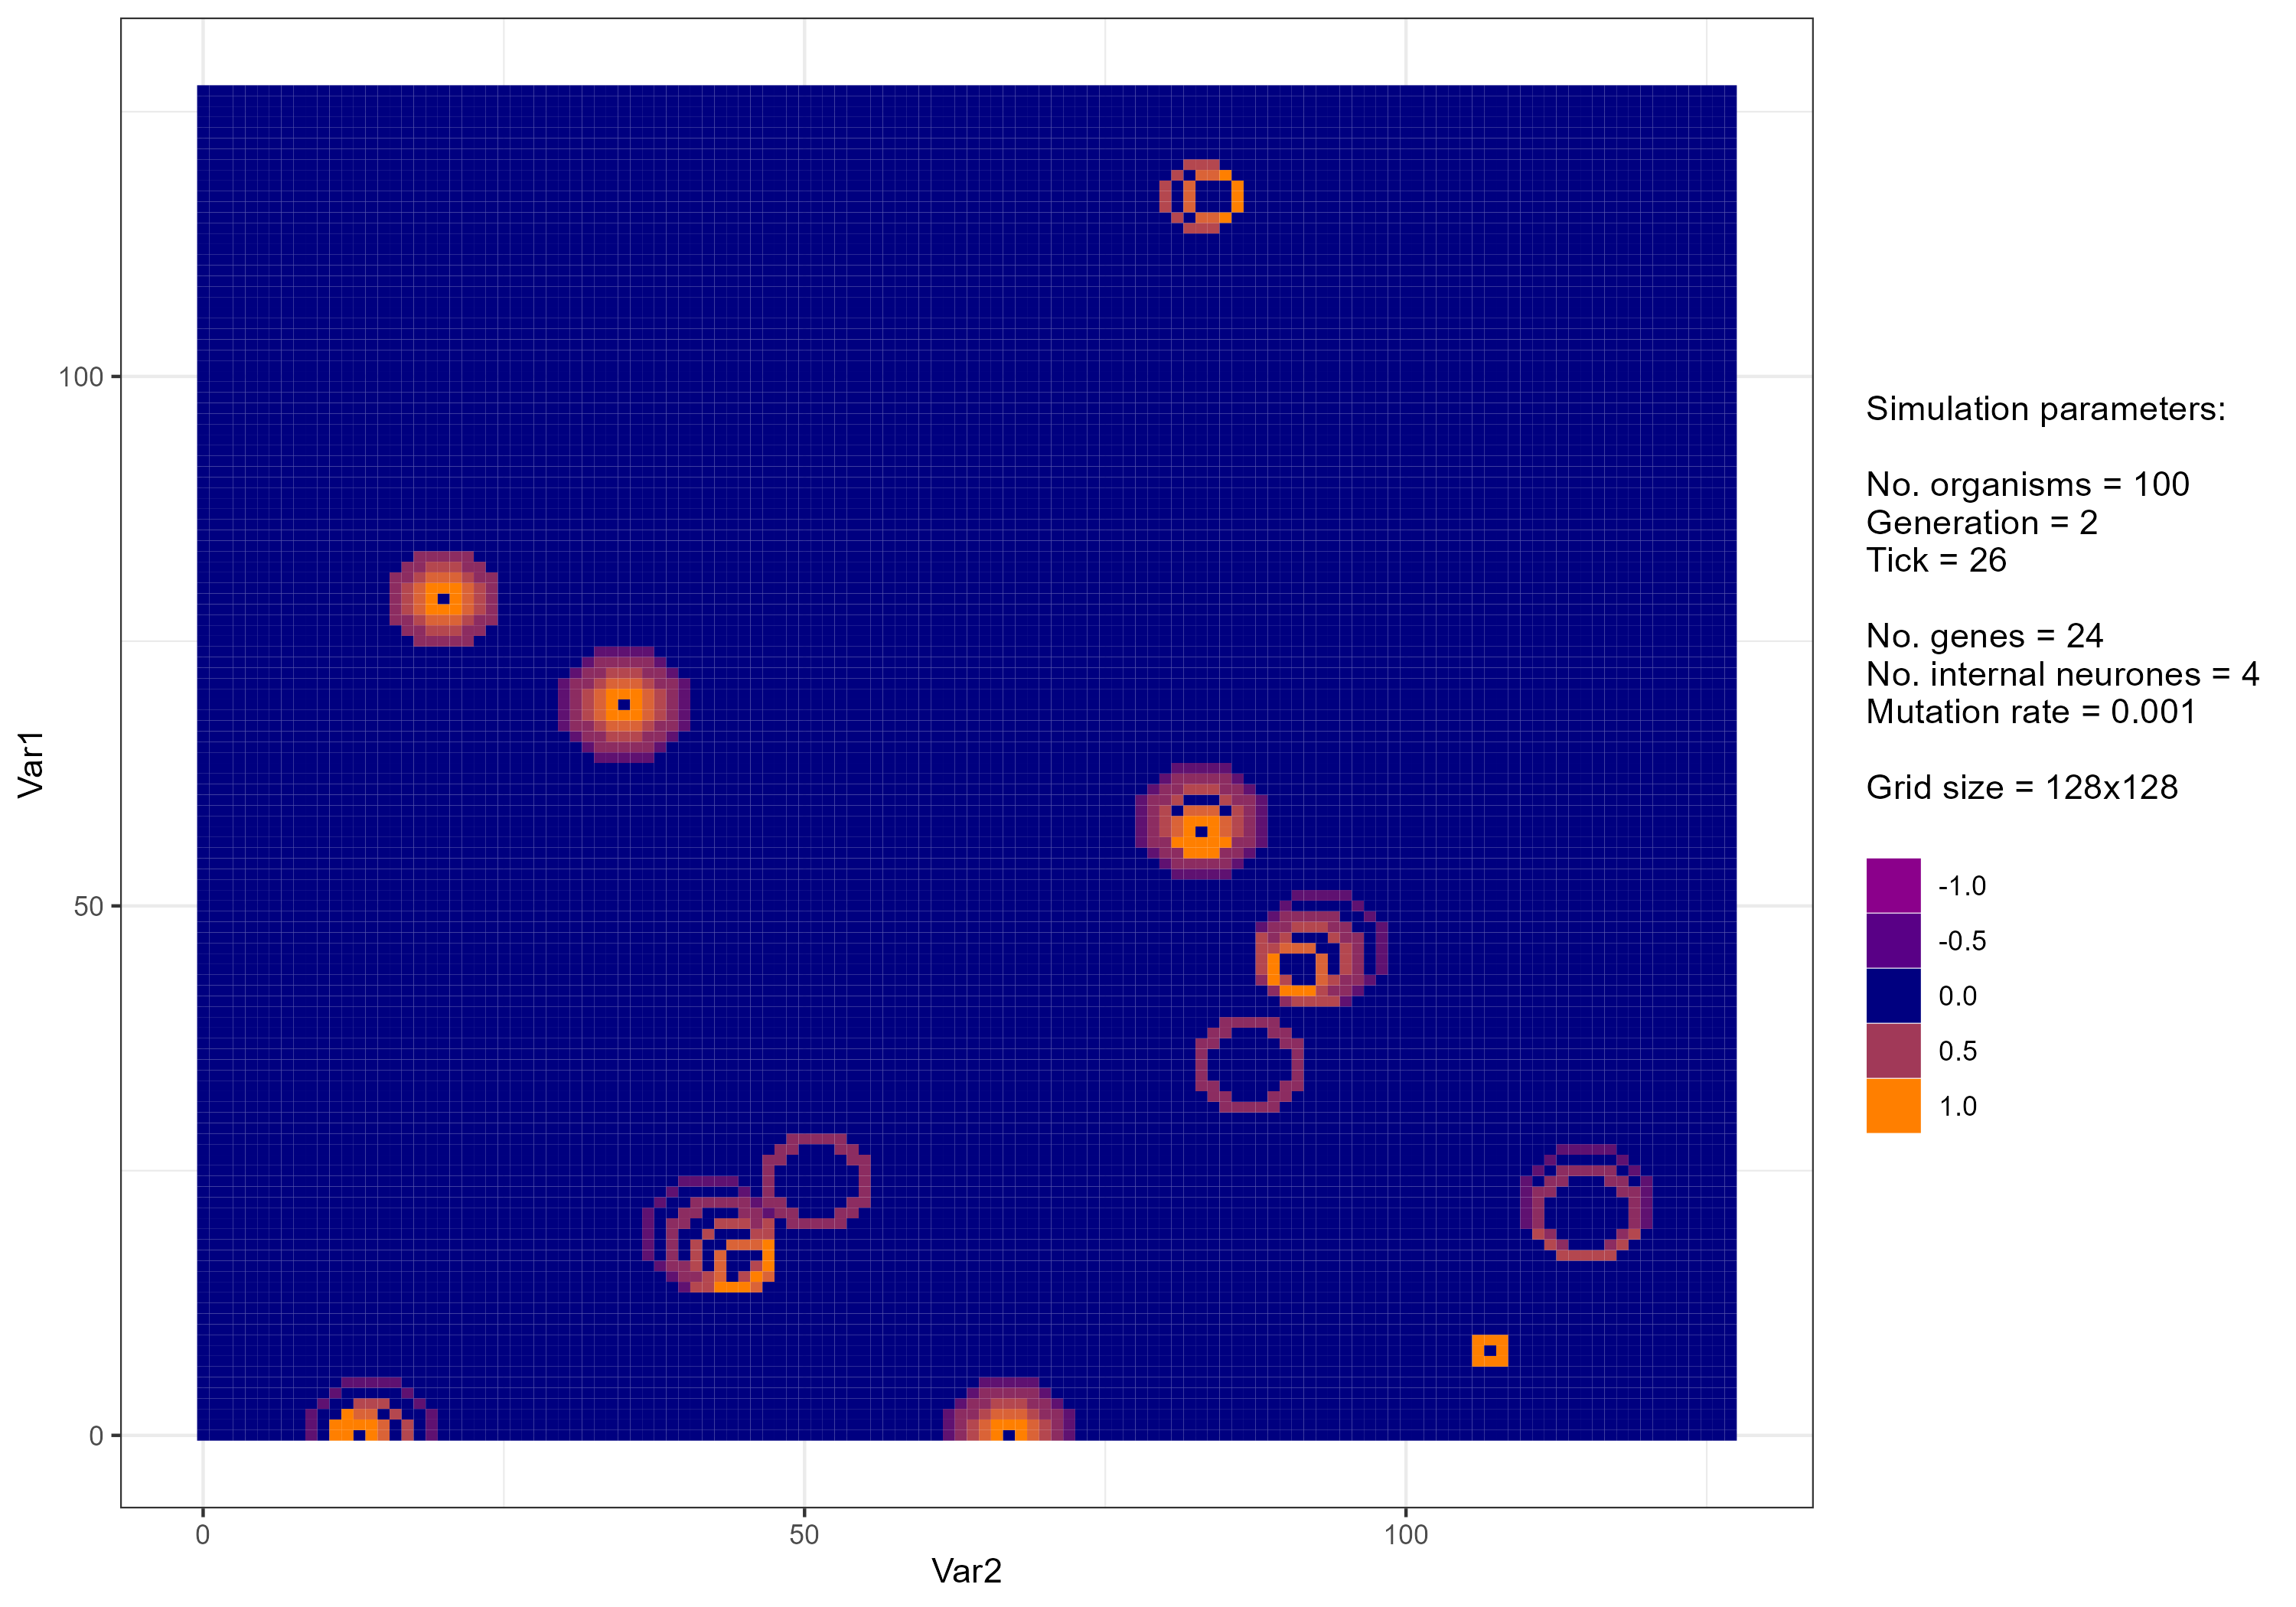 100
50
0
0
50
100
Var1
Var2
Simulation parameters:
No. organisms = 100
Generation = 2
Tick = 26
No. genes = 24
No. internal neurones = 4
Mutation rate = 0.001
Grid size = 128x128
-1.0
-0.5
0.0
0.5
1.0